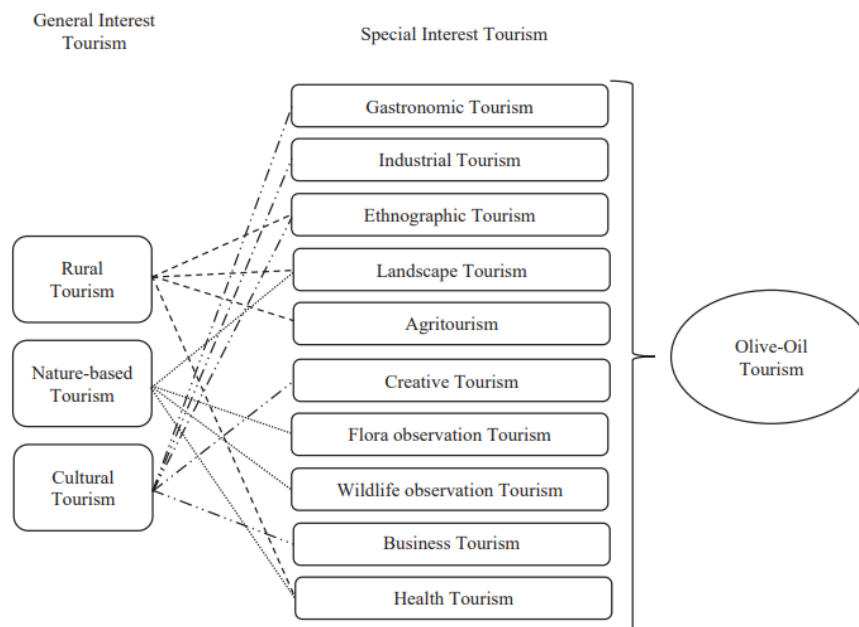 General Interest
Tourism
Special Interest Tourism
Gastronomic Tourism
Industrial Tourism
Ethnographic Tourism
Rural
Tourism
Landscape Tourism
Agritourism
Nature-based
Tourism
Creative Tourism
Flora observation Tourism
Cultural
Tourism
Wildlife observation Tourism
Business Tourism
Health Tourism
Olive-Oil
Tourism